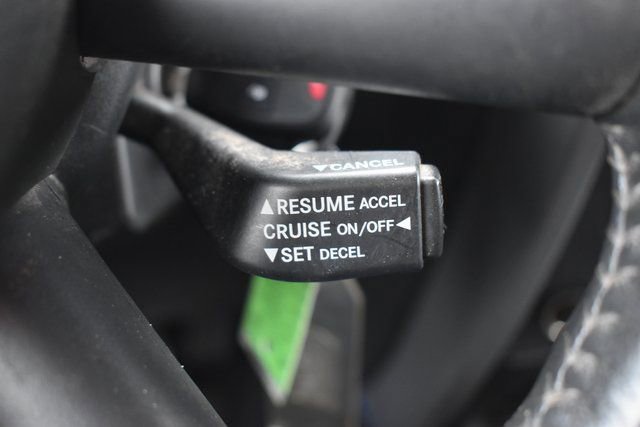 ▼CANCEL
▲RESUME ACCEL
CRUISE ON/OFF◀
▼SET DECEL